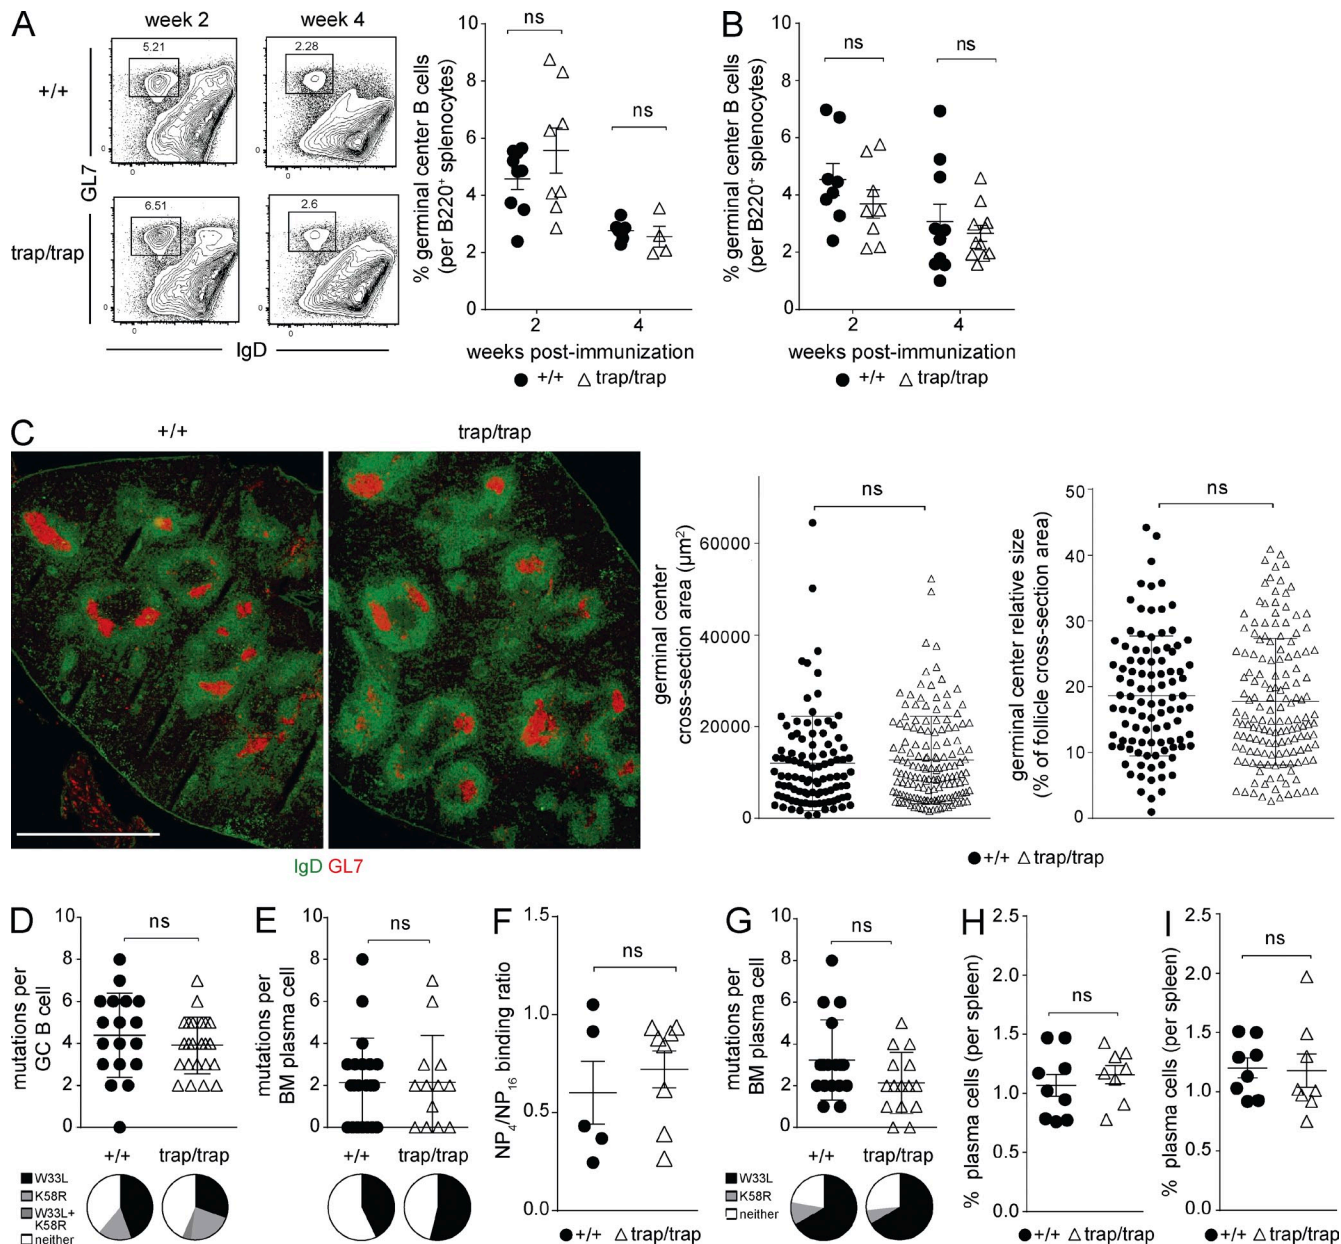 A
week 2
week 4
5.21
2.28
+/+
GL7
0
0
0
0
6.51
2.6
trap/trap
0
0
0
0
IgD
ns
ns
% germinal center B cells
(per B220⁺ splenocytes)
10
8
6
4
2
0
2
4
weeks post-immunization
● +/+ △ trap/trap
B
ns
ns
% germinal center B cells
(per B220⁺ splenocytes)
10
8
6
4
2
0
2
4
weeks post-immunization
● +/+ △ trap/trap
C
+/+
trap/trap
IgD GL7
ns
germinal center
cross-section area (µm²)
60000
40000
20000
0
ns
germinal center relative size
(% of follicle cross-section area)
50
40
30
20
10
0
● +/+ △ trap/trap
D
ns
mutations per
GC B cell
10
8
6
4
2
0
+/+
trap/trap
W33L
K58R
W33L+
K58R
neither
E
ns
mutations per
BM plasma cell
10
8
6
4
2
0
+/+
trap/trap
F
ns
NP₄/NP₁₆ binding ratio
1.5
1.0
0.5
0.0
● +/+ △ trap/trap
G
ns
mutations per
BM plasma cell
10
8
6
4
2
0
+/+
trap/trap
W33L
K58R
neither
H
ns
% plasma cells (per spleen)
2.5
2.0
1.5
1.0
0.5
0.0
● +/+ △ trap/trap
I
ns
% plasma cells (per spleen)
2.5
2.0
1.5
1.0
0.5
0.0
● +/+ △ trap/trap